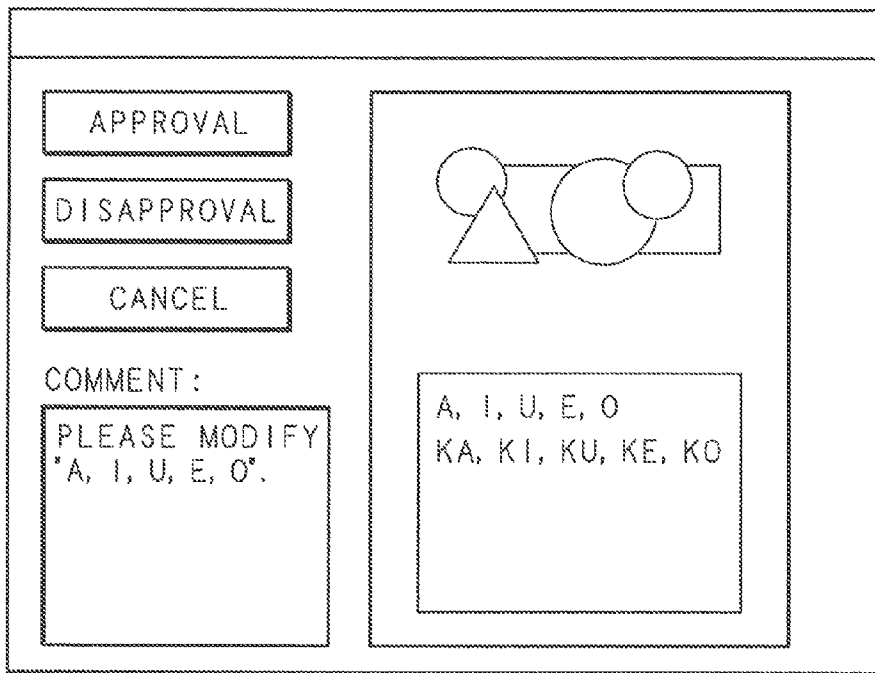 APPROVAL
DISAPPROVAL
CANCEL
COMMENT:
PLEASE MODIFY
"A, I, U, E, O".
A, I, U, E, O
KA, KI, KU, KE, KO